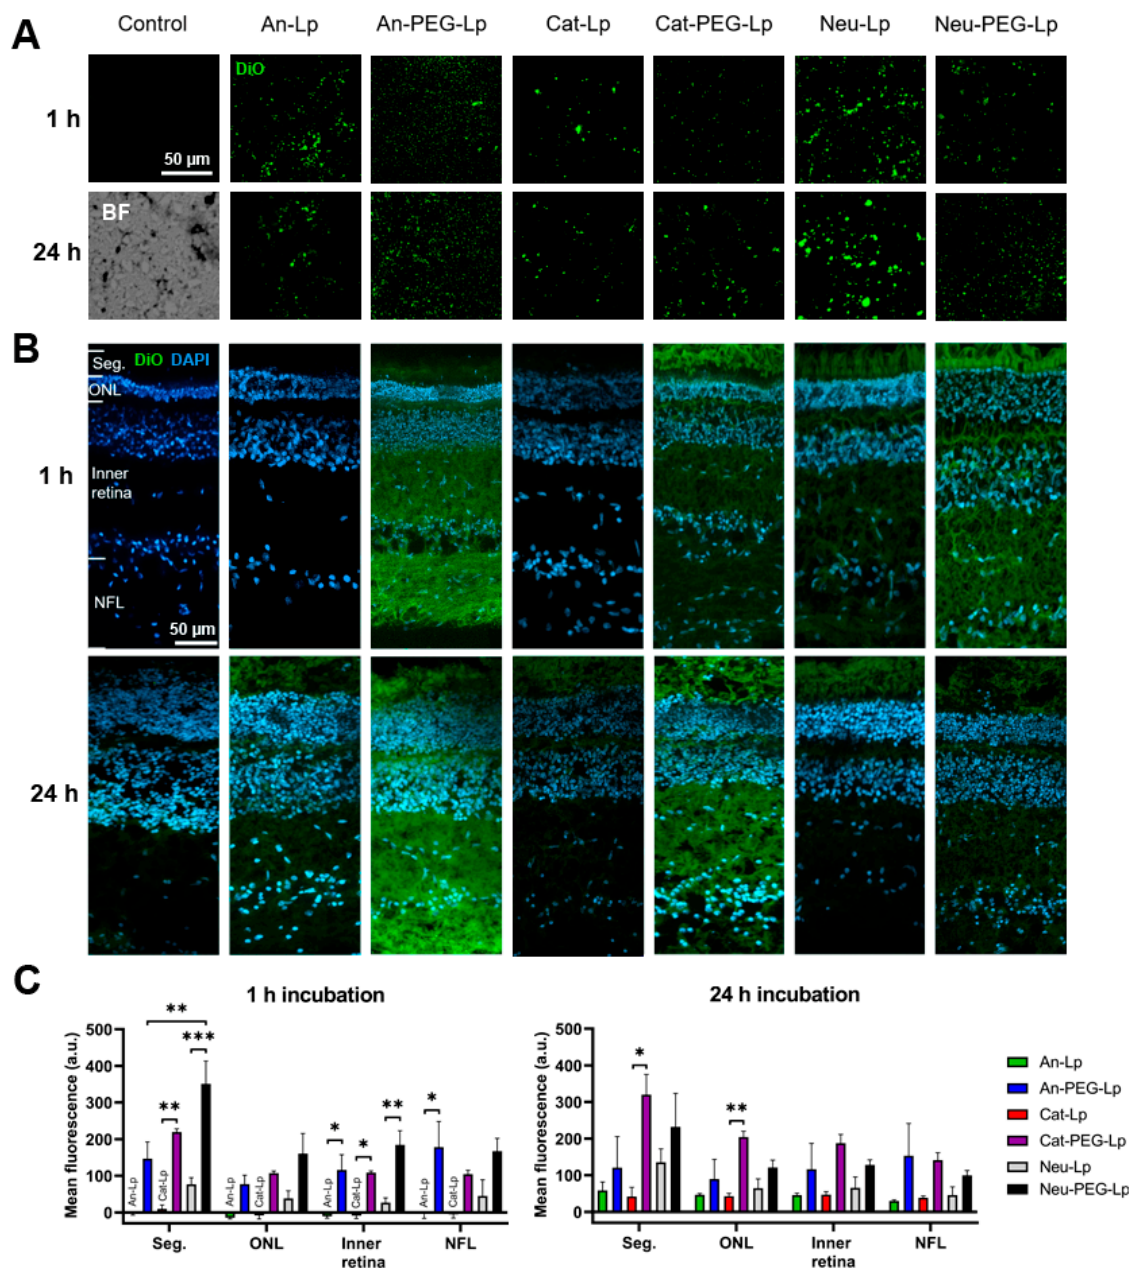 A
Control An-Lp An-PEG-Lp Cat-Lp Cat-PEG-Lp Neu-Lp Neu-PEG-Lp
DiO
1 h
50 µm
BF
24 h
B
Seg. DiO DAPI
ONL
Inner
retina
1 h
NFL
50 µm
24 h
C
1 h incubation
Mean fluorescence (a.u.)
500
400
300
200
100
0
** *** ** * * ** *
An-Lp Cat-Lp An-Lp Cat-Lp An-Lp Cat-Lp An-Lp Cat-Lp
Seg. ONL Inner NFL
retina
24 h incubation
Mean fluorescence (a.u.)
500
400
300
200
100
0
* **
Seg. ONL Inner NFL
retina
An-Lp
An-PEG-Lp
Cat-Lp
Cat-PEG-Lp
Neu-Lp
Neu-PEG-Lp